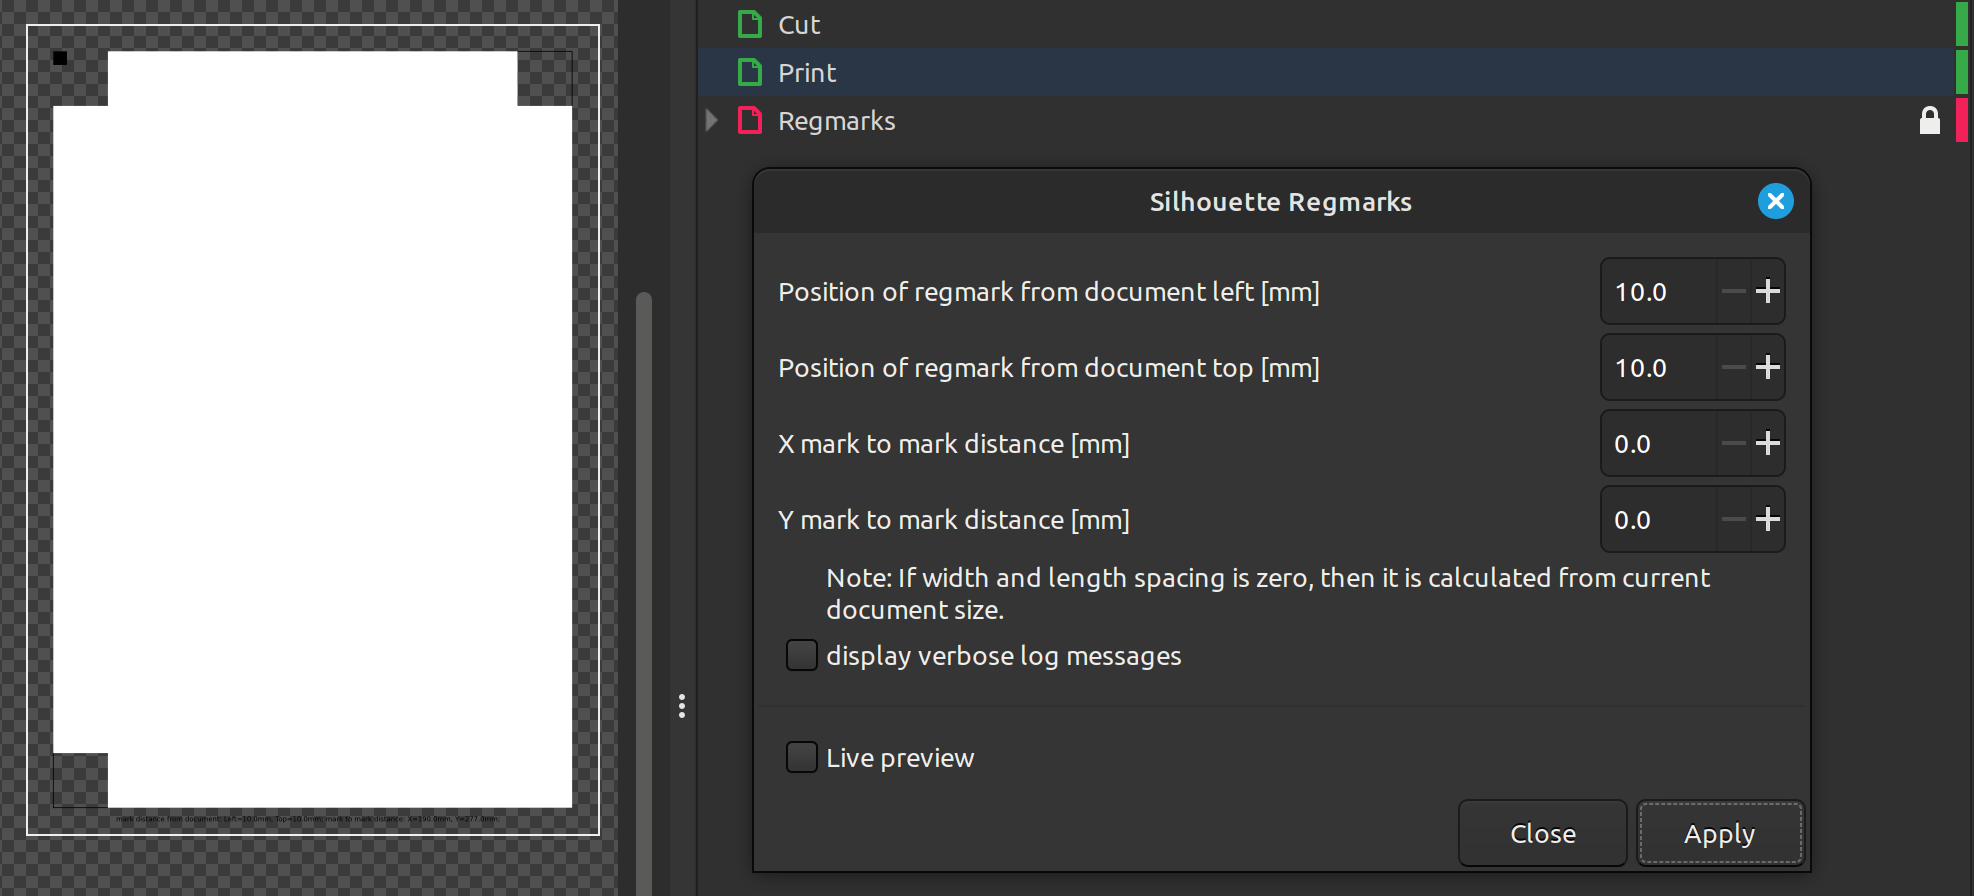 Cut
Print
Regmarks
Silhouette Regmarks
Position of regmark from document left [mm]
10.0
Position of regmark from document top [mm]
10.0
X mark to mark distance [mm]
0.0
Y mark to mark distance [mm]
0.0
Note: If width and length spacing is zero, then it is calculated from current
document size.
display verbose log messages
Live preview
Close
Apply
mark distance from document: Left=10.0mm, Top=10.0mm; mark to mark distance: X=190.0mm, Y=277.0mm;